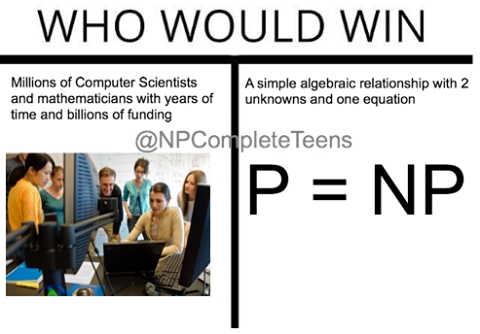 WHO WOULD WIN
Millions of Computer Scientists
and mathematicians with years of
time and billions of funding
A simple algebraic relationship with 2
unknowns and one equation
@NPCompleteTeens
P = NP